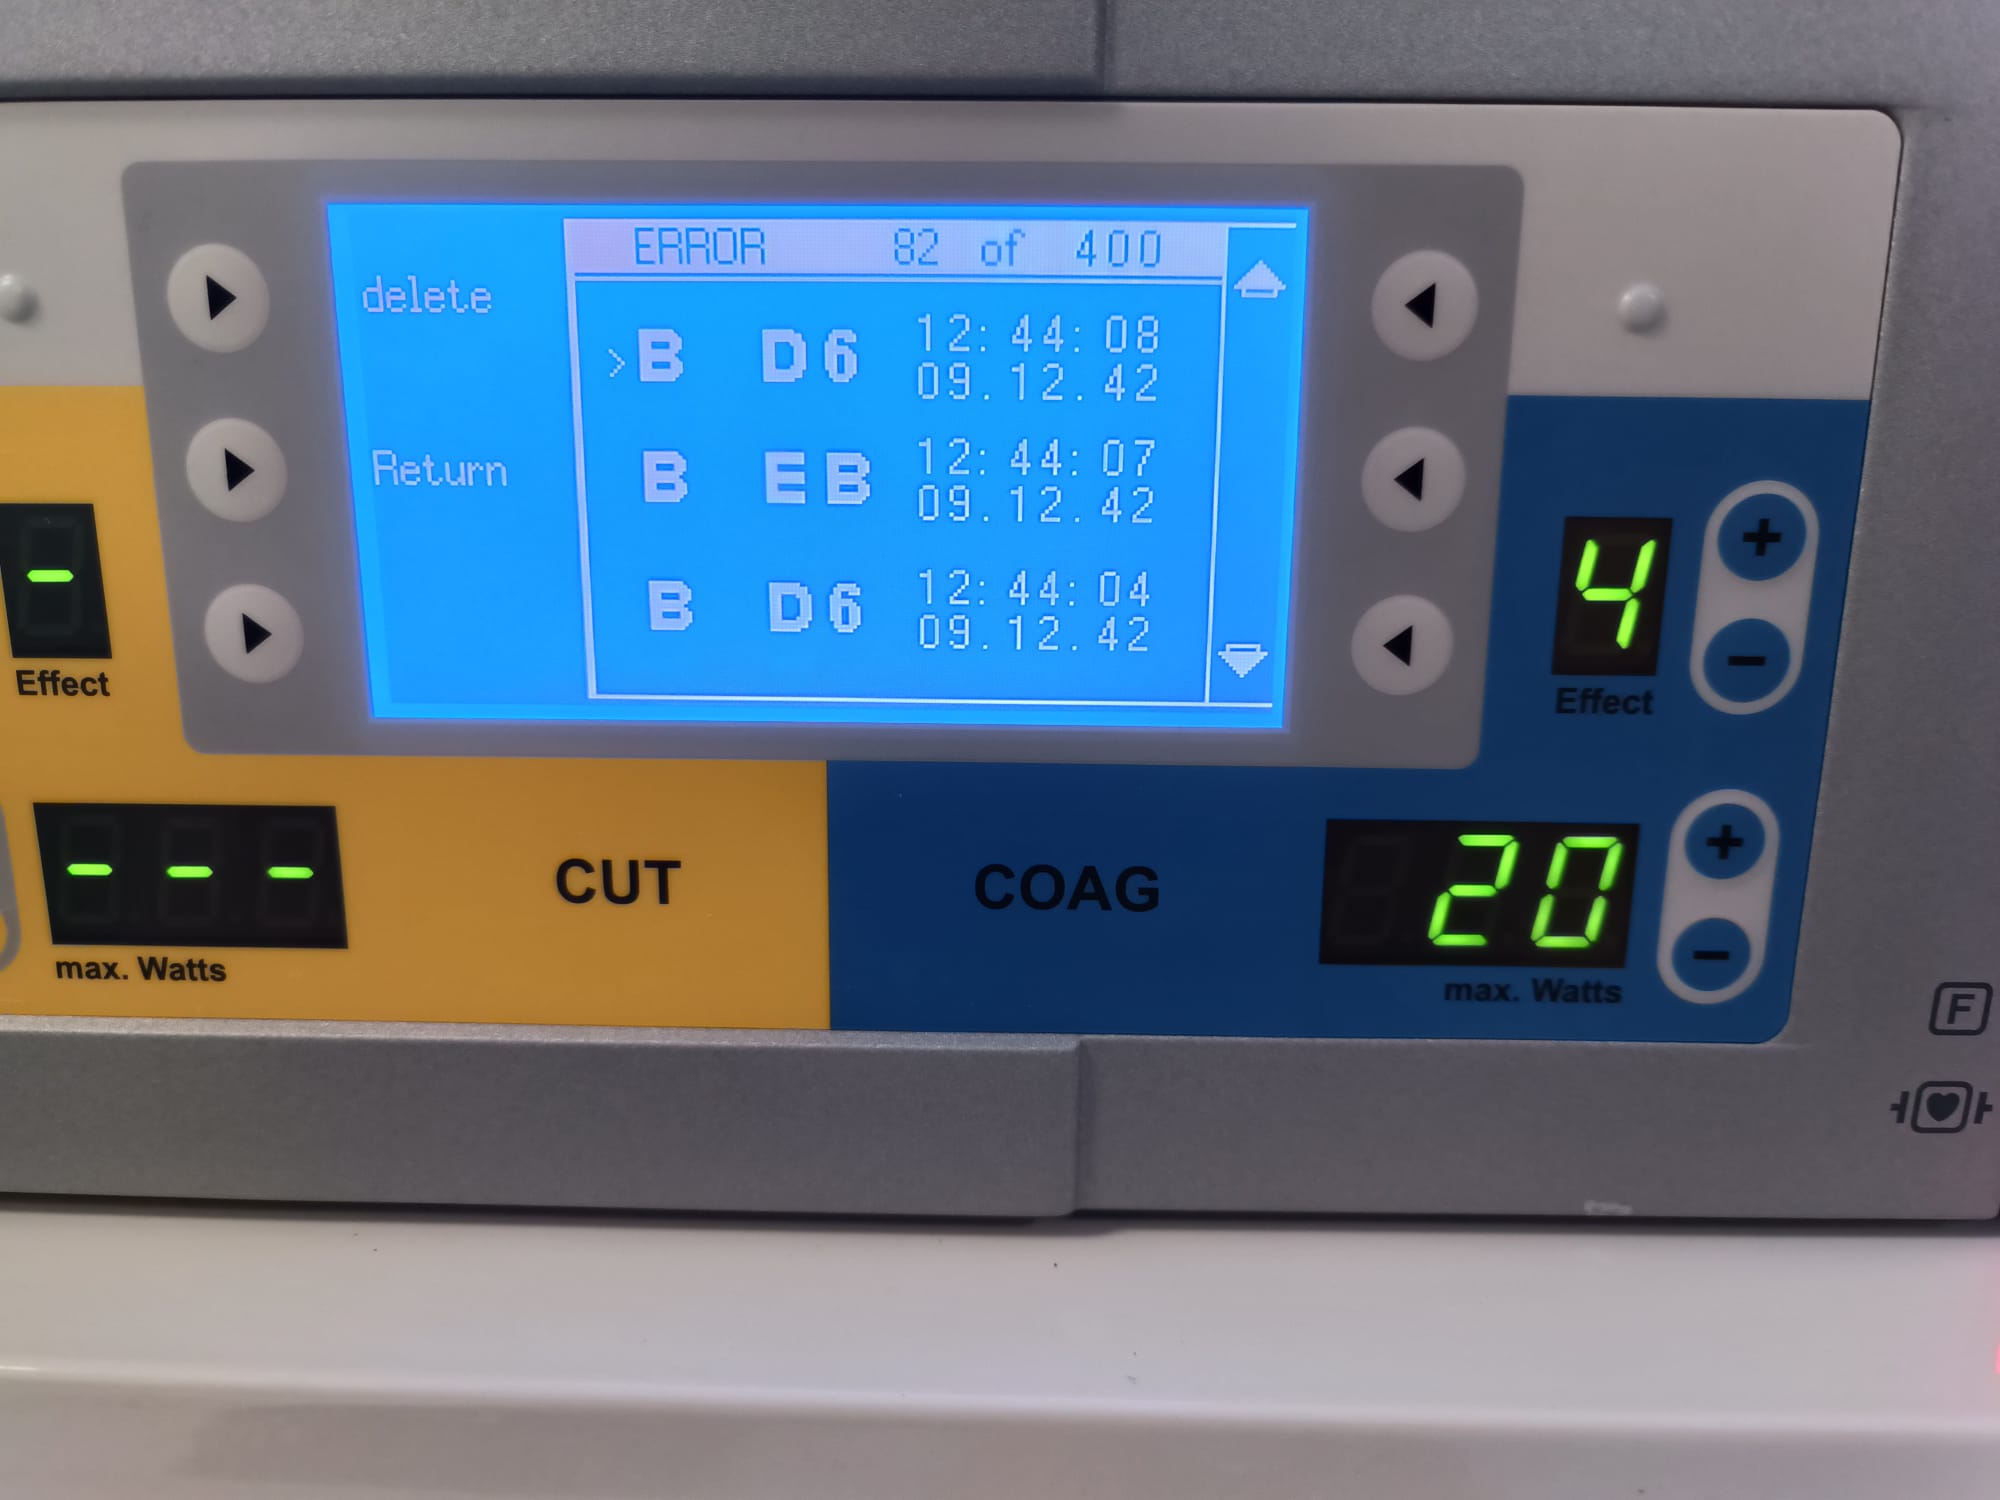 ERROR 82 of 400
delete
>B D6 12:44:08
09.12.42
Return
B EB 12:44:07
09.12.42
B D6 12:44:04
09.12.42
-
Effect
4
+
-
Effect
- - -
max. Watts
CUT
COAG
20
+
-
max. Watts
F